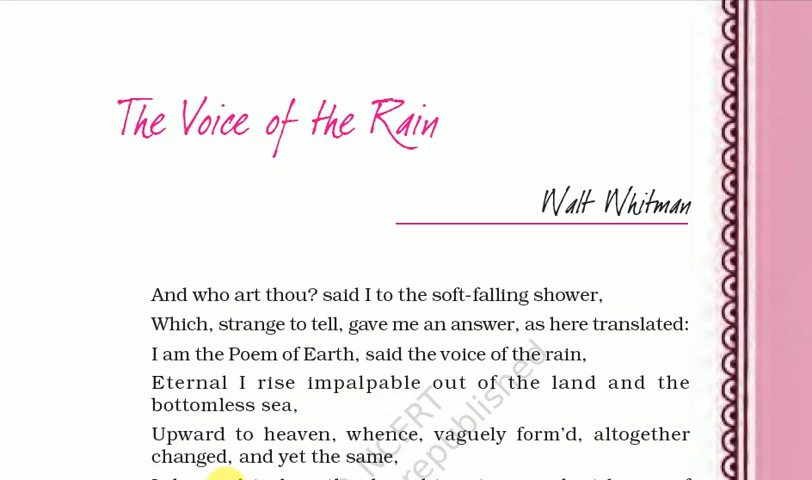 The Voice of the Rain
Walt Whitman
And who art thou? said I to the soft-falling shower,
Which, strange to tell, gave me an answer, as here translated:
I am the Poem of Earth, said the voice of the rain,
Eternal I rise impalpable out of the land and the
bottomless sea,
Upward to heaven, whence, vaguely form’d, altogether
changed, and yet the same,
NCERT
republished